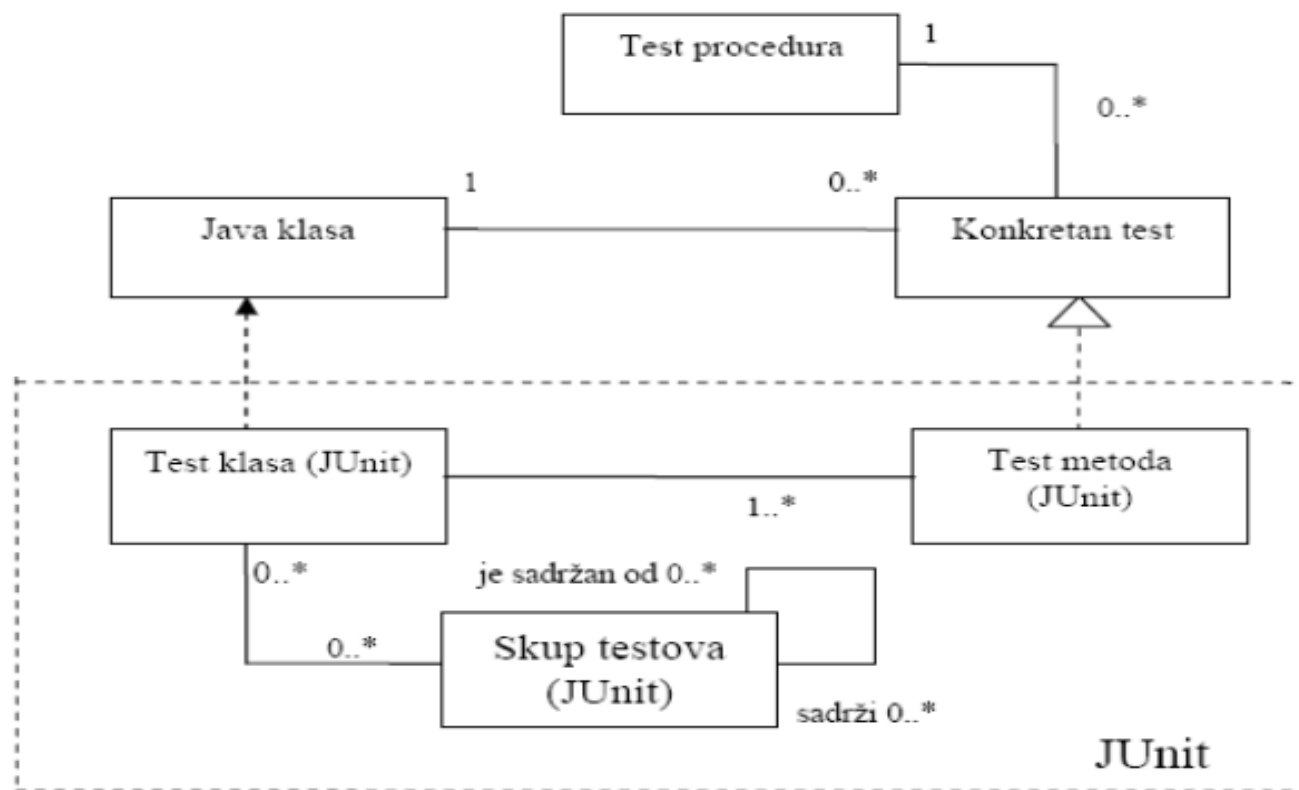 Test procedura
1
0..*
1
0..*
Java klasa
Konkretan test
Test klasa (JUnit)
Test metoda
(JUnit)
1..*
0..*
je sadržan od 0..*
0..*
Skup testova
(JUnit)
sadrži 0..*
JUnit